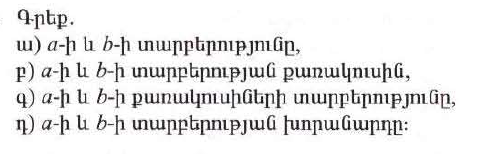 Գրեք.
ա) a-ի և b-ի տարբերությունը,
բ) a-ի և b-ի տարբերության քառակուսին,
գ) a-ի և b-ի քառակուսիների տարբերությունը,
դ) a-ի և b-ի տարբերության խորանարդը: